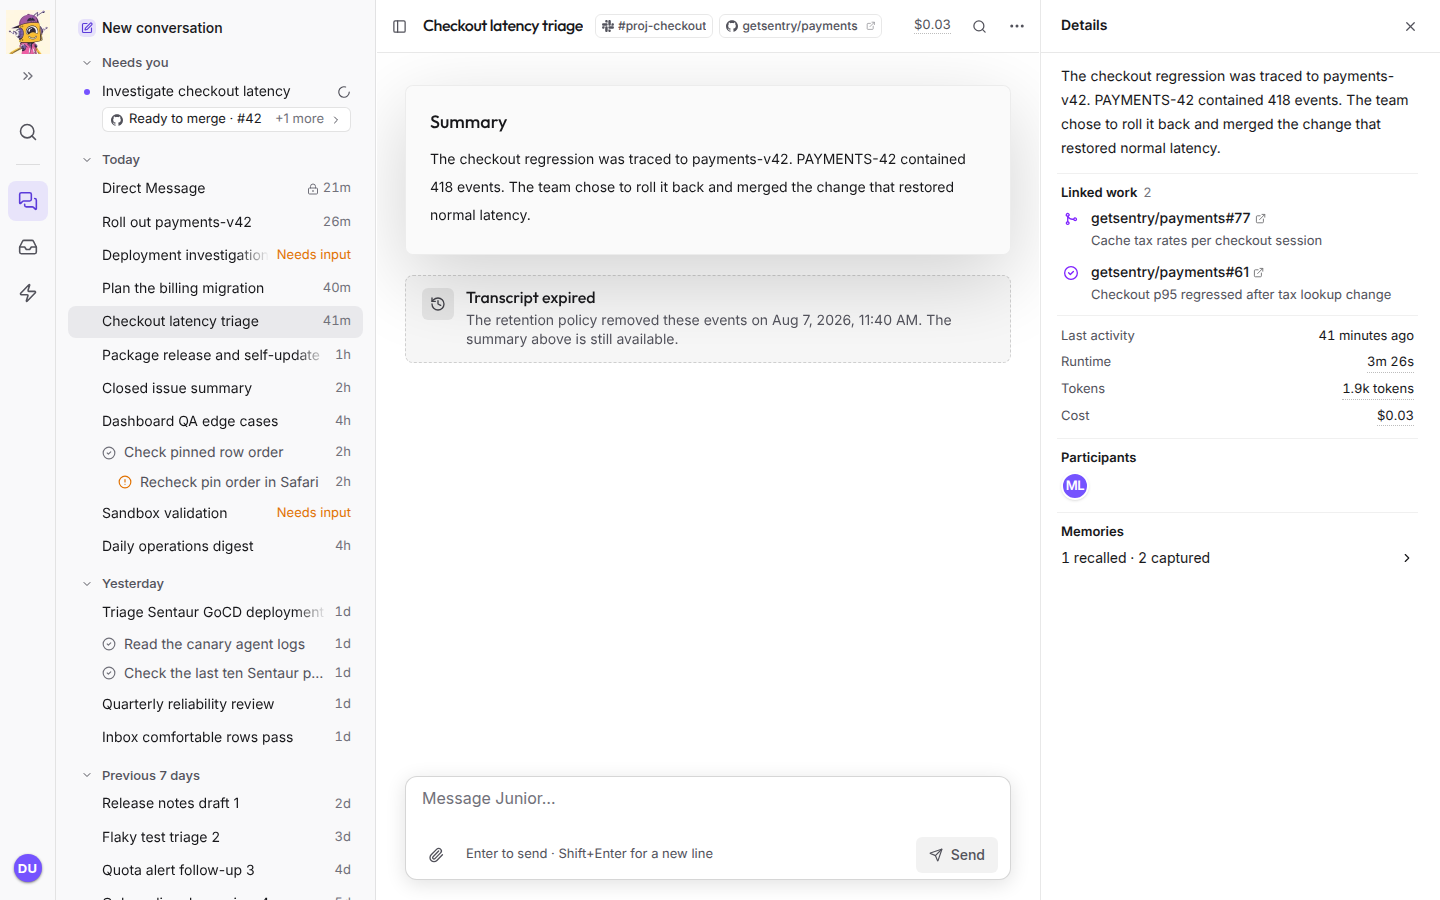 New conversation
Needs you
Investigate checkout latency
Ready to merge · #42 +1 more
Today
Direct Message 21m
Roll out payments-v42 26m
Deployment investigation Needs input
Plan the billing migration 40m
Checkout latency triage 41m
Package release and self-update 1h
Closed issue summary 2h
Dashboard QA edge cases 4h
Check pinned row order 2h
Recheck pin order in Safari 2h
Sandbox validation Needs input
Daily operations digest 4h
Yesterday
Triage Sentaur GoCD deployment 1d
Read the canary agent logs 1d
Check the last ten Sentaur p... 1d
Quarterly reliability review 1d
Inbox comfortable rows pass 1d
Previous 7 days
Release notes draft 1 2d
Flaky test triage 2 3d
Quota alert follow-up 3 4d
DU
Checkout latency triage #proj-checkout getsentry/payments $0.03
Summary
The checkout regression was traced to payments-v42. PAYMENTS-42 contained
418 events. The team chose to roll it back and merged the change that restored
normal latency.
Transcript expired
The retention policy removed these events on Aug 7, 2026, 11:40 AM. The
summary above is still available.
Message Junior...
Enter to send · Shift+Enter for a new line
Send
Details
The checkout regression was traced to payments-
v42. PAYMENTS-42 contained 418 events. The team
chose to roll it back and merged the change that
restored normal latency.
Linked work 2
getsentry/payments#77
Cache tax rates per checkout session
getsentry/payments#61
Checkout p95 regressed after tax lookup change
Last activity 41 minutes ago
Runtime 3m 26s
Tokens 1.9k tokens
Cost $0.03
Participants
ML
Memories
1 recalled · 2 captured